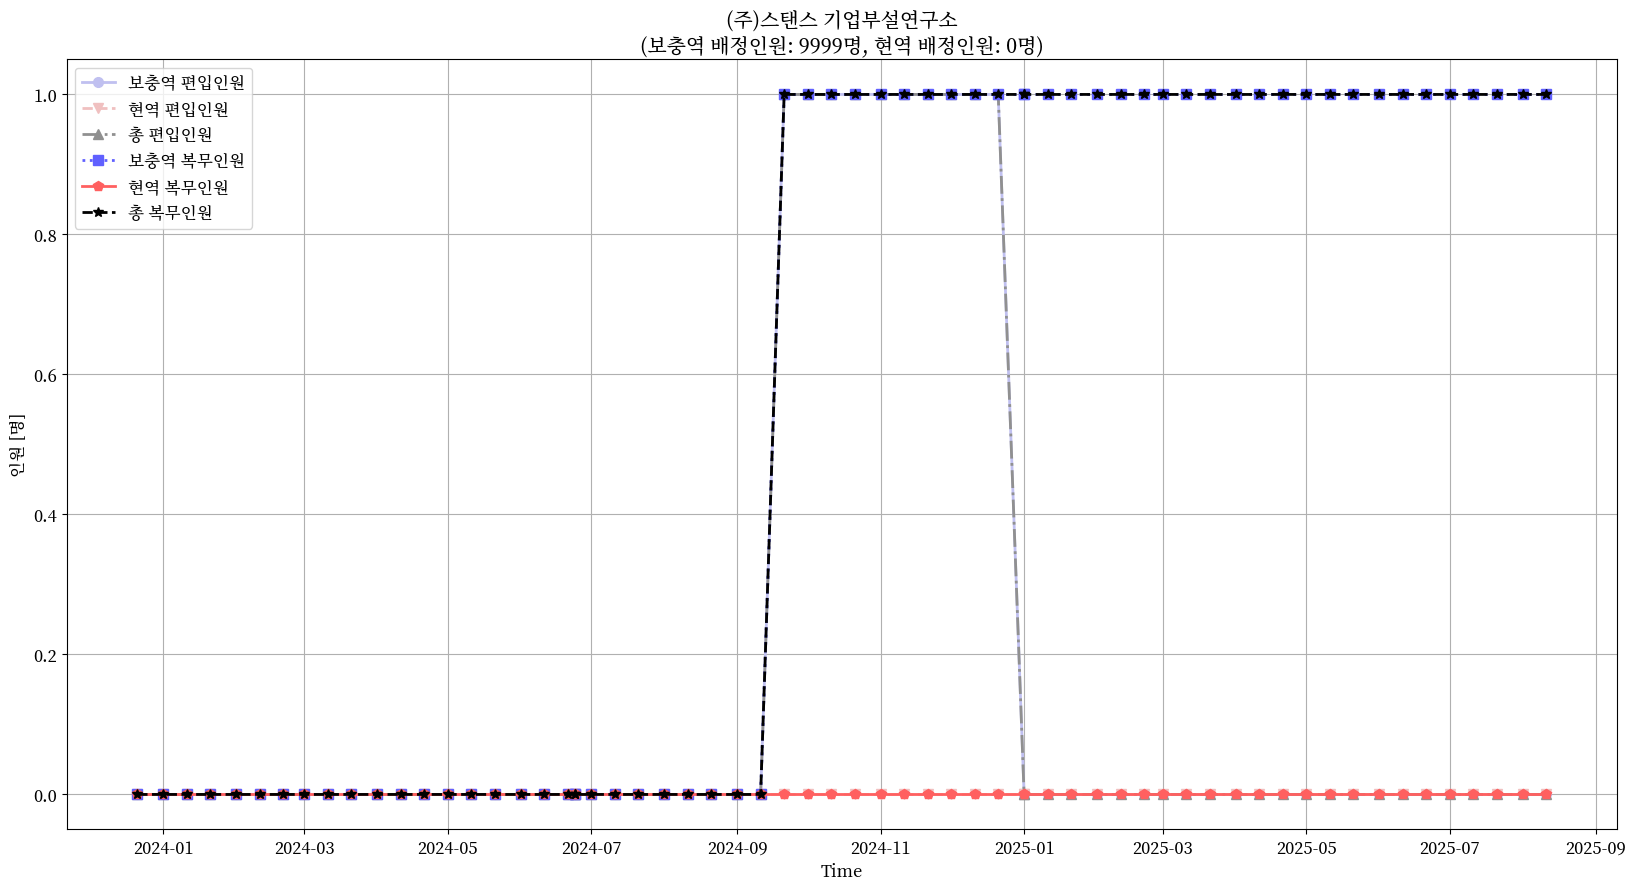 (주)스탠스 기업부설연구소
(보충역 배정인원: 9999명, 현역 배정인원: 0명)
보충역 편입인원
현역 편입인원
총 편입인원
보충역 복무인원
현역 복무인원
총 복무인원
1.0
0.8
0.6
0.4
0.2
0.0
인원 [명]
2024-01 2024-03 2024-05 2024-07 2024-09 2024-11 2025-01 2025-03 2025-05 2025-07 2025-09
Time